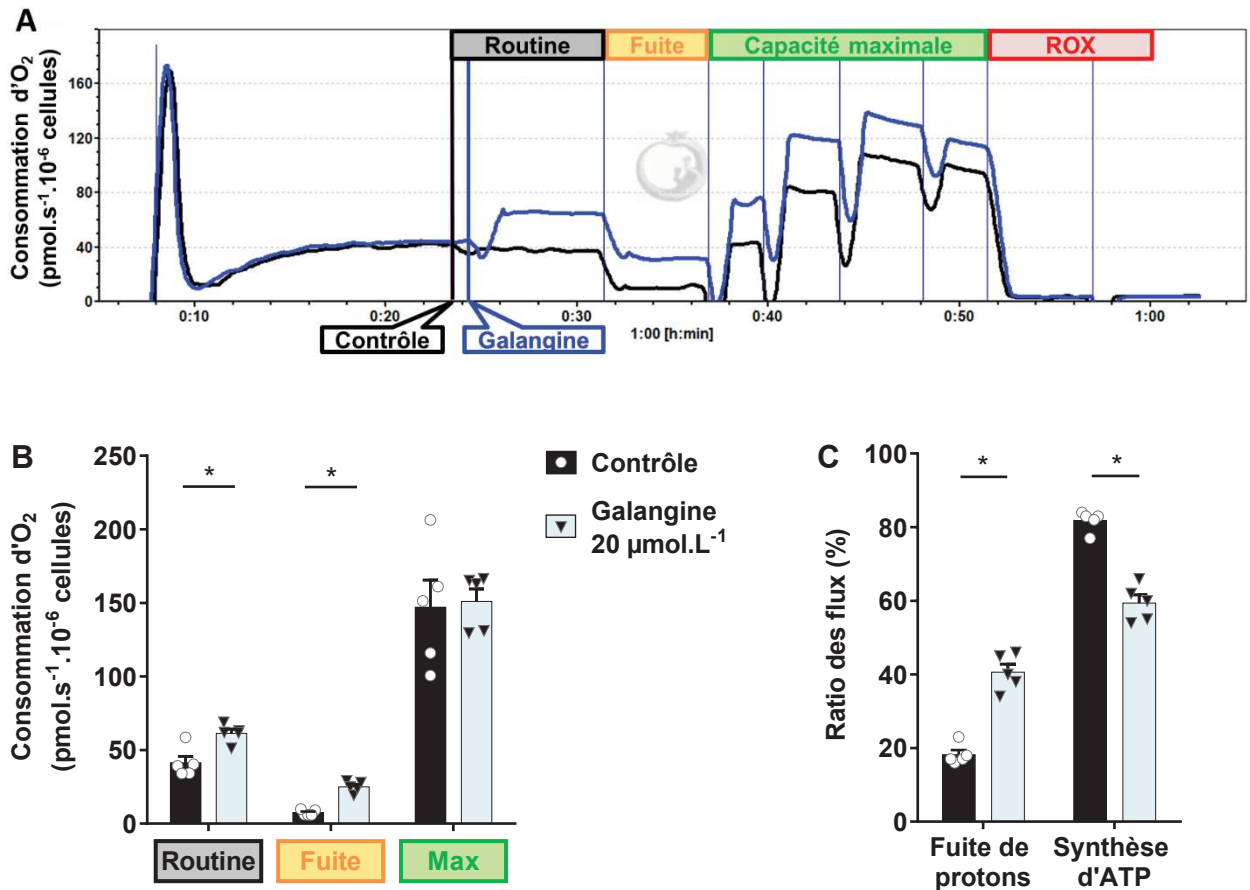 A
Routine
Fuite
Capacité maximale
ROX
Consommation d'O2
(pmol.s-1.10-6 cellules)
160
120
80
40
0
0:10
0:20
0:30
0:40
0:50
1:00
1:00 [h:min]
Contrôle
Galangine
B
Consommation d'O2
(pmol.s-1.10-6 cellules)
250
200
150
100
50
0
*
*
Routine
Fuite
Max
Contrôle
Galangine
20 µmol.L-1
C
Ratio des flux (%)
100
80
60
40
20
0
*
*
Fuite de
protons
Synthèse
d'ATP